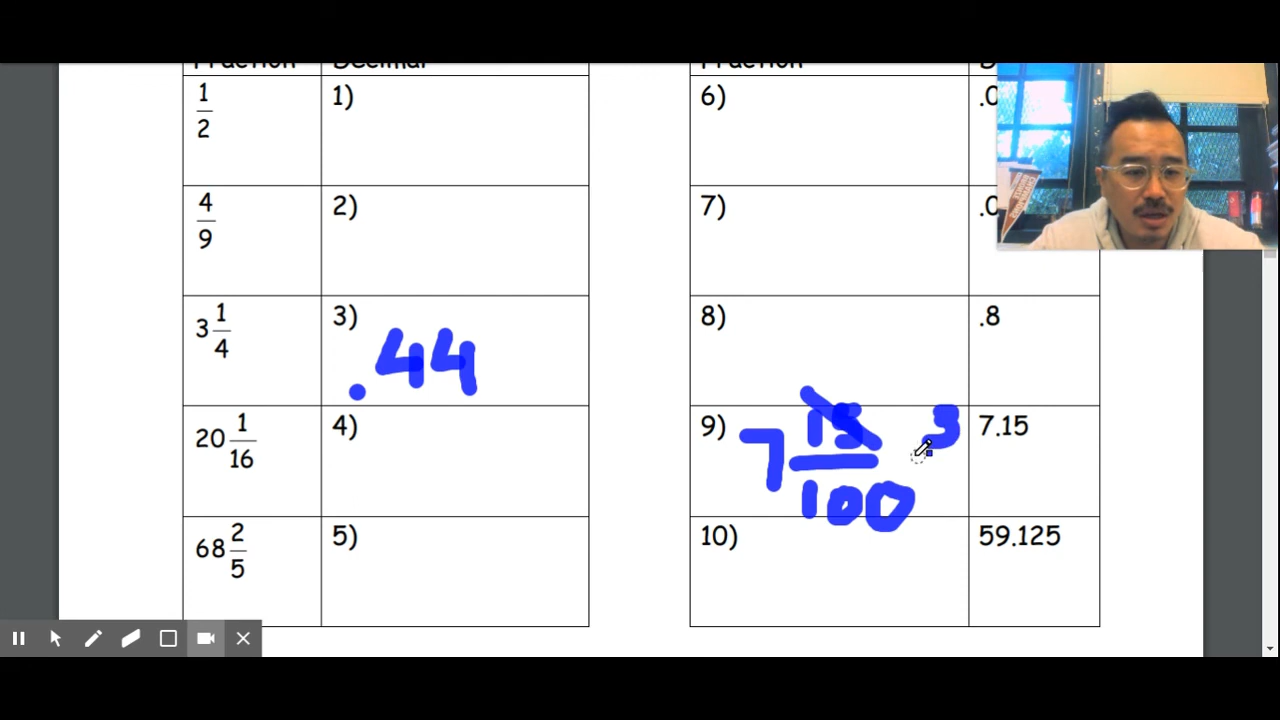 Fraction Decimal
1/2 1)
4/9 2)
3 1/4 3) .44
20 1/16 4)
68 2/5 5)
Fraction D
6) .0
7) .0
8) .8
9) 7 15/100 3 7.15
10) 59.125